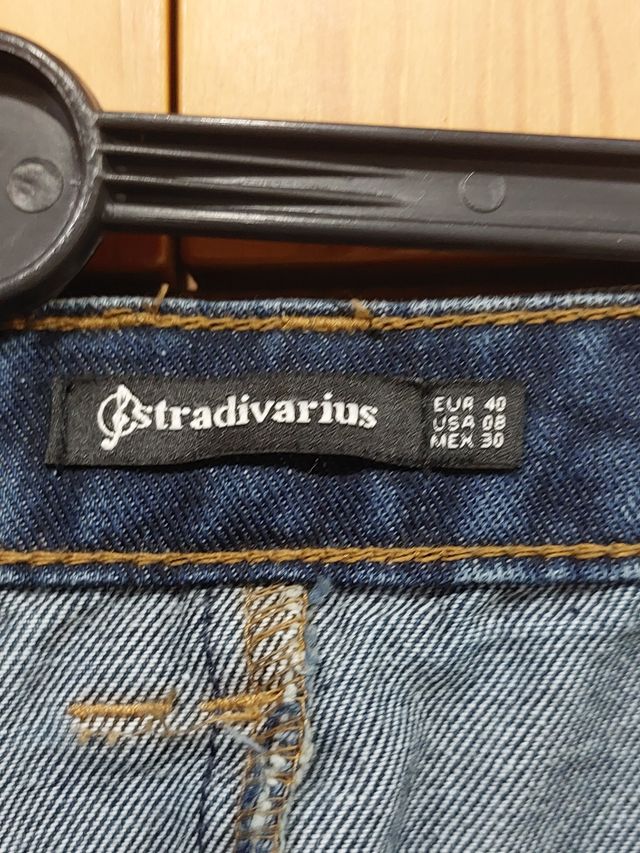 stradivarius
EUR 40
USA 08
MEX 30